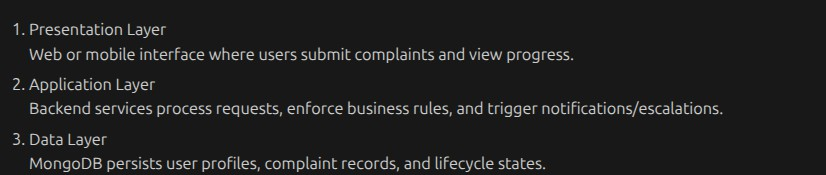 1. Presentation Layer
Web or mobile interface where users submit complaints and view progress.
2. Application Layer
Backend services process requests, enforce business rules, and trigger notifications/escalations.
3. Data Layer
MongoDB persists user profiles, complaint records, and lifecycle states.